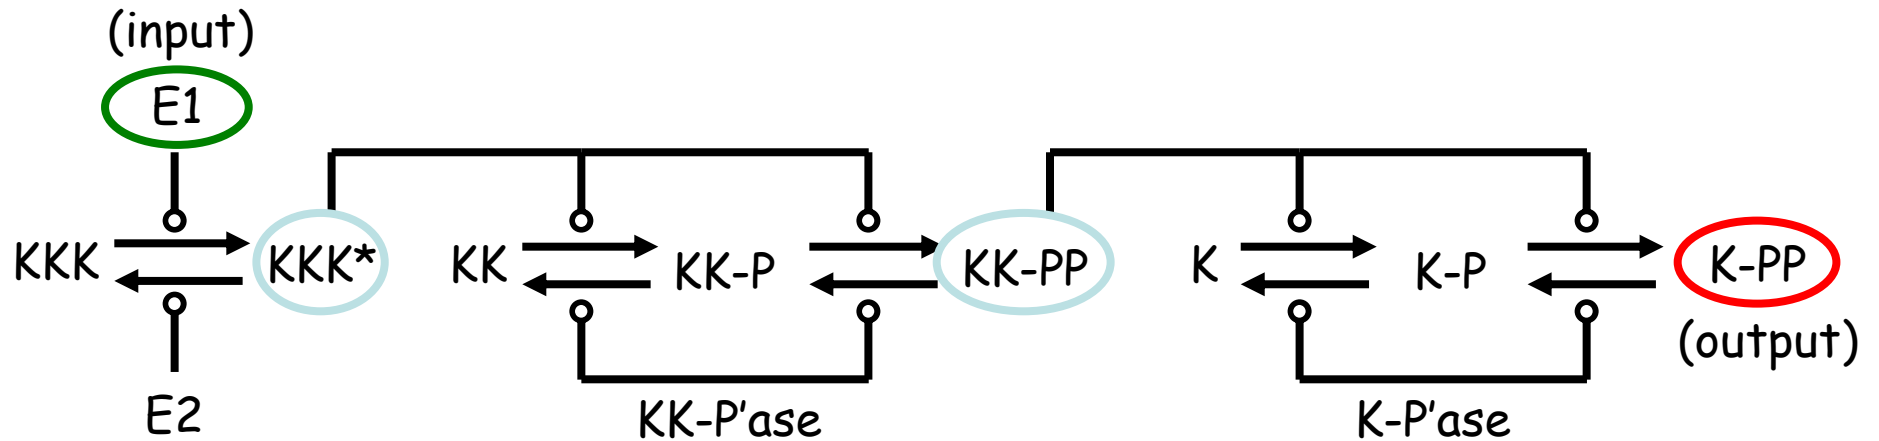 (input)
E1
KKK KKK* KK KK-P KK-PP K K-P K-PP
(output)
E2 KK-P'ase K-P'ase